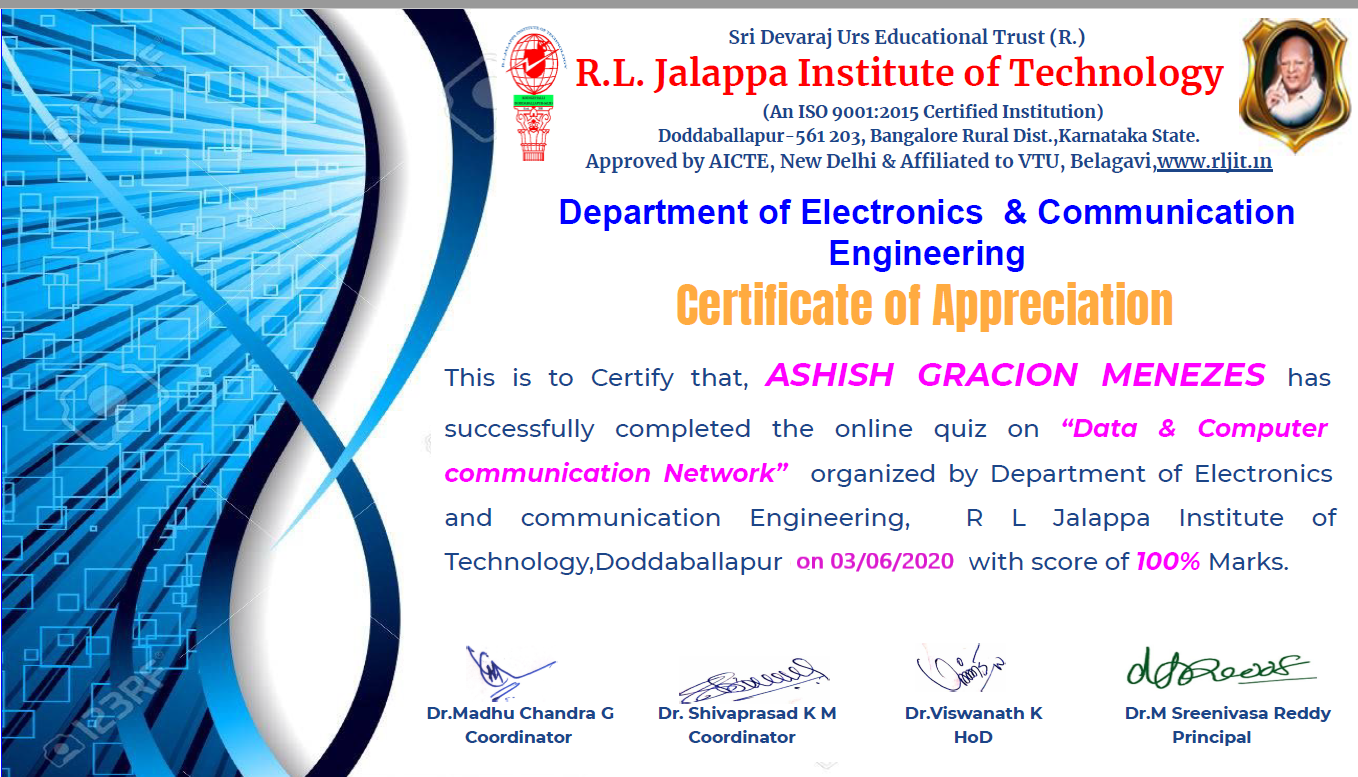 Sri Devaraj Urs Educational Trust (R.)
R.L. Jalappa Institute of Technology
(An ISO 9001:2015 Certified Institution)
Doddaballapur-561 203, Bangalore Rural Dist.,Karnataka State.
Approved by AICTE, New Delhi & Affiliated to VTU, Belagavi,www.rljit.in
Department of Electronics & Communication
Engineering
Certificate of Appreciation
This is to Certify that, ASHISH GRACION MENEZES has
successfully completed the online quiz on “Data & Computer
communication Network” organized by Department of Electronics
and communication Engineering, R L Jalappa Institute of
Technology,Doddaballapur on 03/06/2020 with score of 100% Marks.
Dr.Madhu Chandra G Dr. Shivaprasad K M Dr.Viswanath K Dr.M Sreenivasa Reddy
Coordinator Coordinator HoD Principal
123RF
123RF
123RF